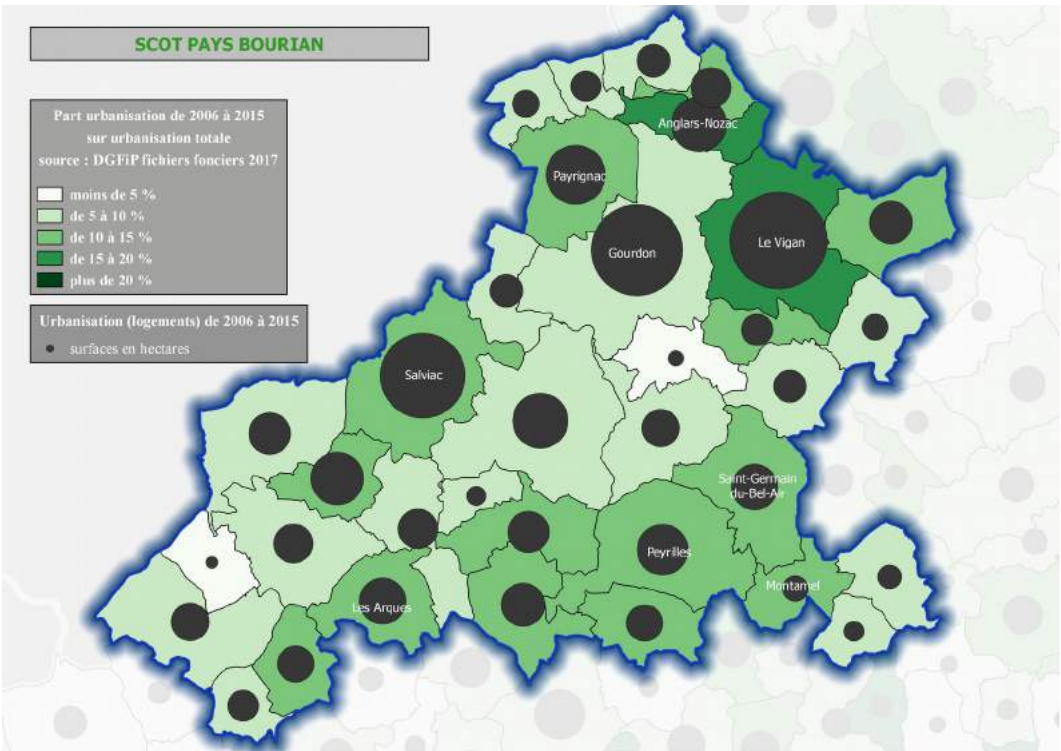 SCOT PAYS BOURIAN
Part urbanisation de 2006 à 2015
sur urbanisation totale
source : DGFiP fichiers fonciers 2017
moins de 5 %
de 5 à 10 %
de 10 à 15 %
de 15 à 20 %
plus de 20 %
Urbanisation (logements) de 2006 à 2015
surfaces en hectares
Anglars-Nozac
Payrignac
Le Vigan
Gourdon
Salviac
Saint-Germain
du-Bel-Air
Peyrilles
Montamel
Les Arques